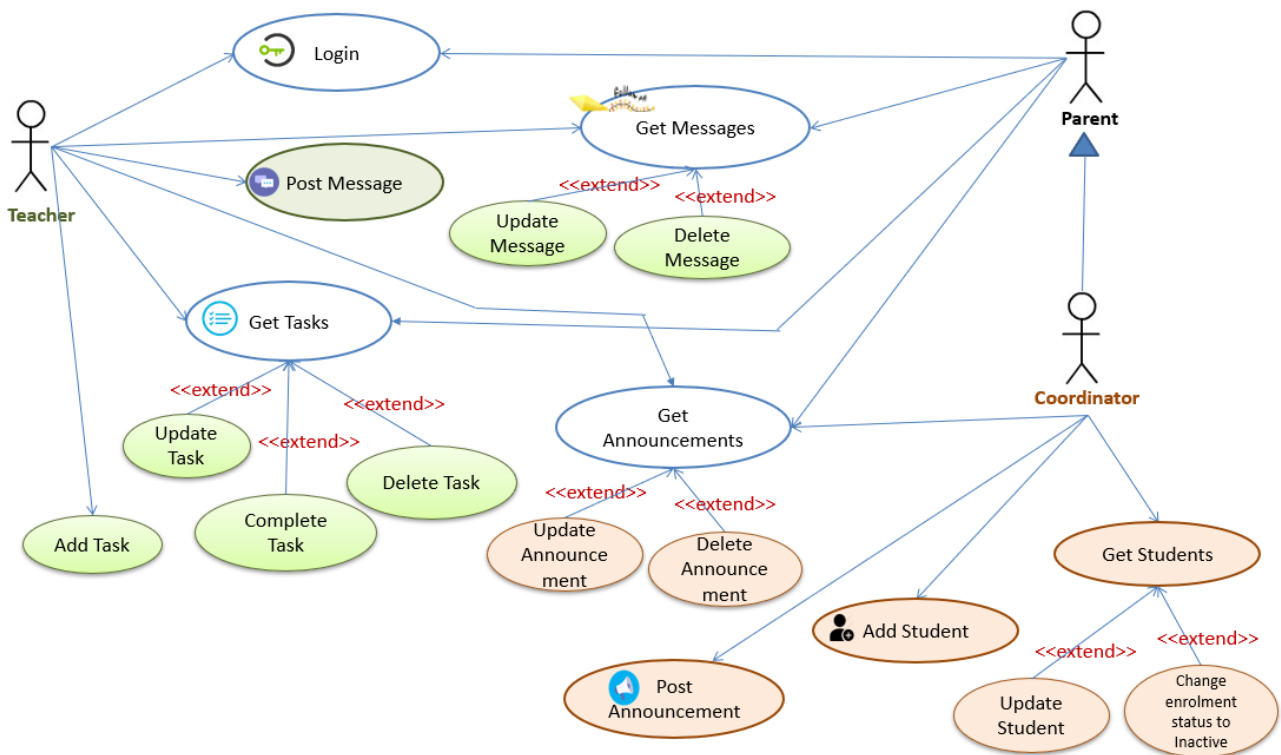 Login
Parent
Get Messages
Teacher
Post Message
<<extend>>
<<extend>>
Update
Message
Delete
Message
Get Tasks
Coordinator
<<extend>>
<<extend>>
<<extend>>
Get
Announcements
Update
Task
Delete Task
Complete
Task
Add Task
<<extend>>
<<extend>>
Update
Announce
ment
Delete
Announce
ment
Get Students
Add Student
<<extend>>
<<extend>>
Post
Announcement
Update
Student
Change
enrolment
status to
Inactive